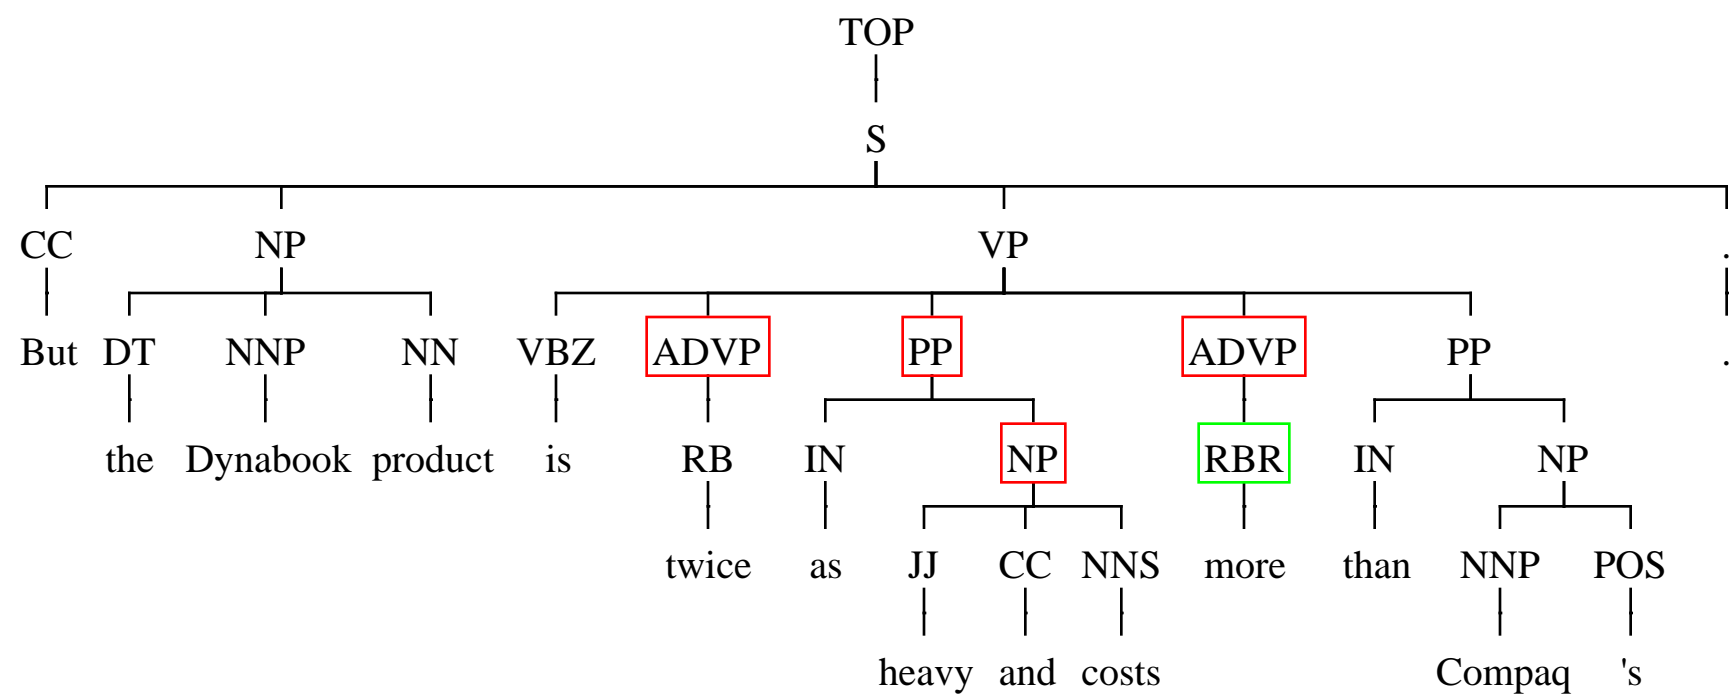 TOP
S
CC NP VP .
But DT NNP NN VBZ ADVP PP ADVP PP .
the Dynabook product is RB IN NP RBR IN NP
twice as JJ CC NNS more than NNP POS
heavy and costs Compaq 's